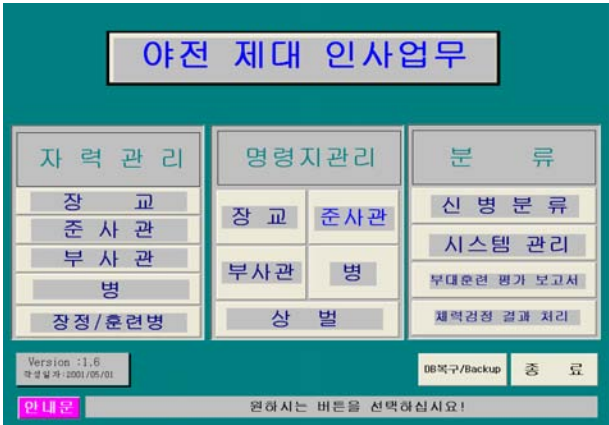 야전 제대 인사업무
자 력 관 리
장 교
준 사 관
부 사 관
병
장정/훈련병
명령지관리
장 교 준사관
부사관 병
상 벌
분 류
신 병 분 류
시스템 관리
부대훈련 평가 보고서
체력검정 결과 처리
Version :1.6
작성일자:2001/05/01
DB복구/Backup 종 료
안내문 원하시는 버튼을 선택하십시요!